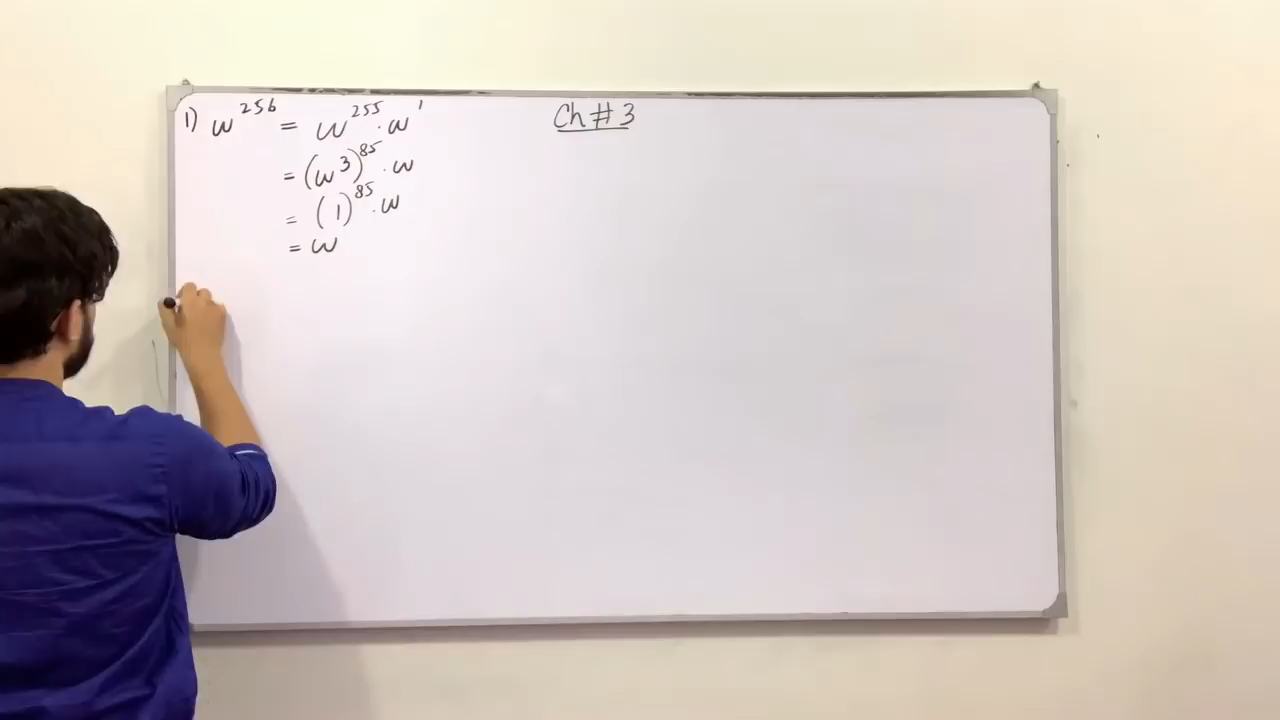 Ch # 3
1) ω^256 = ω^255 . ω^1
= (ω^3)^85 . ω
= (1)^85 . ω
= ω